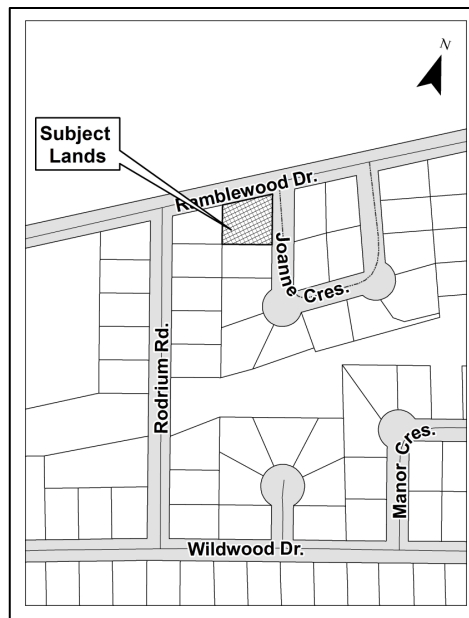 N
Subject
Lands
Ramblewood Dr.
Joanne
Cres.
Rodrium Rd.
Manor Cres.
Wildwood Dr.